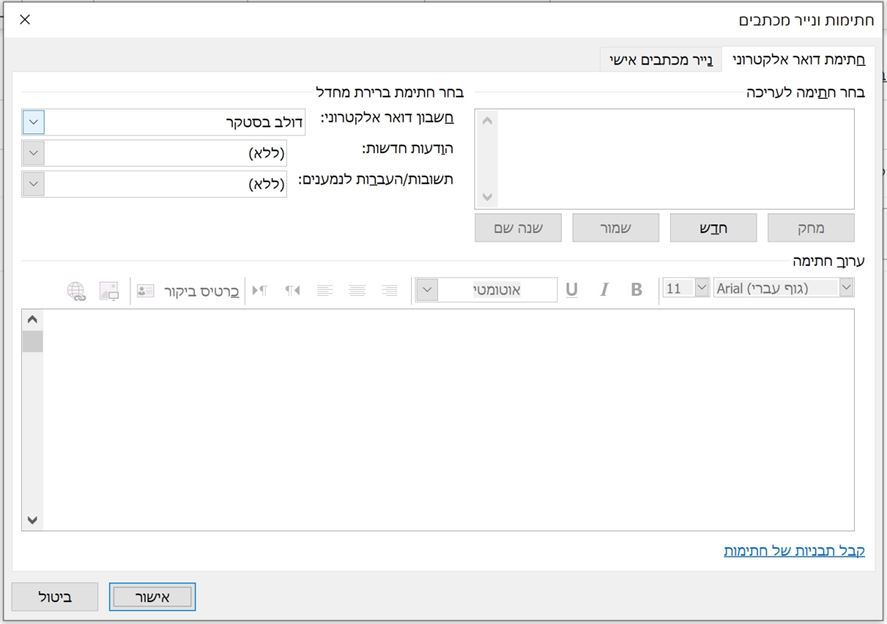 חתימות ונייר מכתבים
חתימת דואר אלקטרוני
נייר מכתבים אישי
בחר חתימה לעריכה
מחק
חדש
שמור
שנה שם
בחר חתימת ברירת מחדל
חשבון דואר אלקטרוני: דולב בסטקר
הודעות חדשות: (ללא)
תשובות/העברות לנמענים: (ללא)
ערוך חתימה
Arial (גוף עברי) 11 B I U אוטומטי כרטיס ביקור
קבל תבניות של חתימות
אישור
ביטול